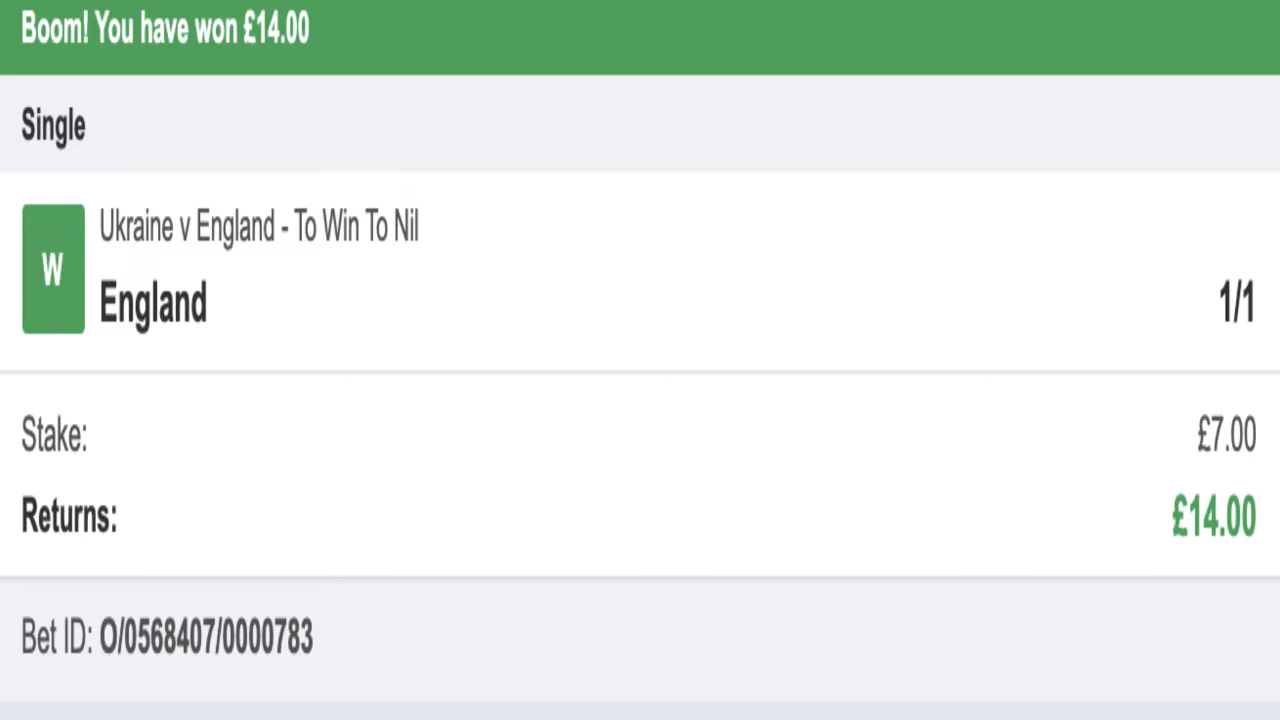 Boom! You have won £14.00
Single
W
Ukraine v England - To Win To Nil
England
1/1
Stake:
£7.00
Returns:
£14.00
Bet ID: O/0568407/0000783